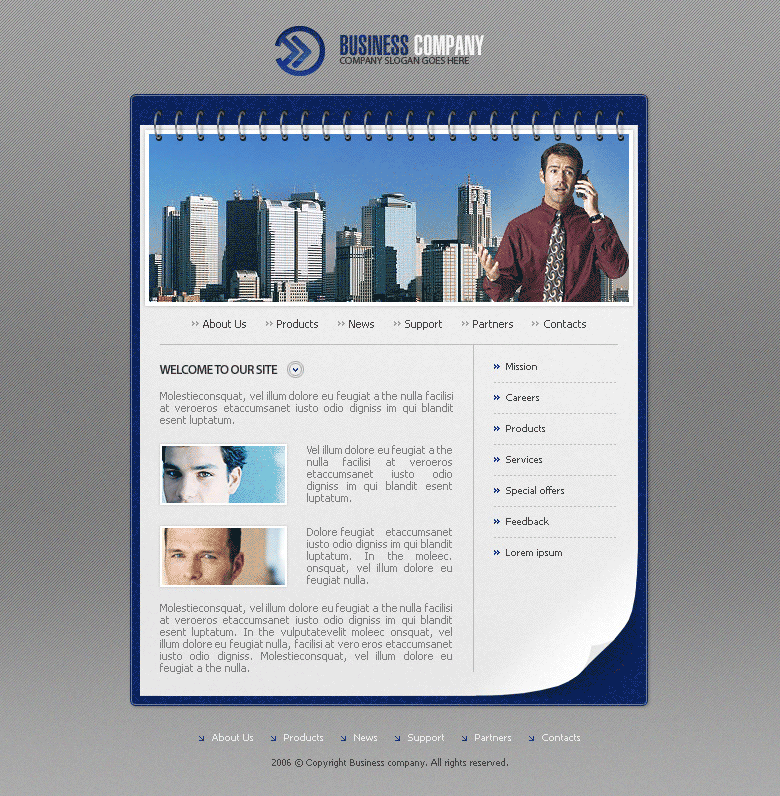 BUSINESS COMPANY
COMPANY SLOGAN GOES HERE
About Us
Products
News
Support
Partners
Contacts
WELCOME TO OUR SITE
Molestieconsquat, vel illum dolore eu feugiat a the nulla facilisi
at veroeros etaccumsanet iusto odio digniss im qui blandit
esent luptatum.
Vel illum dolore eu feugiat a the
nulla facilisi at veroeros
etaccumsanet iusto odio
digniss im qui blandit esent
luptatum.
Dolore feugiat etaccumsanet
iusto odio digniss im qui blandit
luptatum. In the moleec.
onsquat, vel illum dolore eu
feugiat nulla.
Molestieconsquat, vel illum dolore eu feugiat a the nulla facilisi
at veroeros etaccumsanet iusto odio digniss im qui blandit
esent luptatum. In the vulputatevelit moleec onsquat, vel
illum dolore eu feugiat nulla, facilisi at vero eros etaccumsanet
iusto odio digniss. Molestieconsquat, vel illum dolore eu
feugiat a the nulla.
Mission
Careers
Products
Services
Special offers
Feedback
Lorem ipsum
About Us
Products
News
Support
Partners
Contacts
2006 © Copyright Business company. All rights reserved.